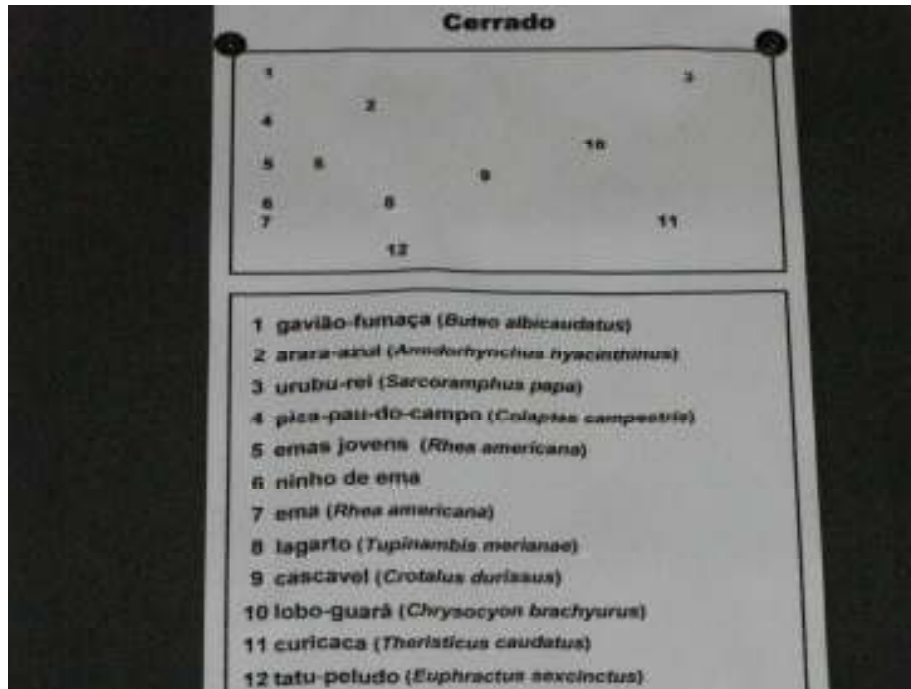 Cerrado
1 3
2
4
10
5 6 9
6 8
7 11
12
1 gavião-fumaça (Buteo albicaudatus)
2 arara-azul (Anodorhynchus hyacinthinus)
3 urubu-rei (Sarcoramphus papa)
4 pica-pau-do-campo (Colaptes campestris)
5 emas jovens (Rhea americana)
6 ninho de ema
7 ema (Rhea americana)
8 lagarto (Tupinambis merianae)
9 cascavel (Crotalus durissus)
10 lobo-guará (Chrysocyon brachyurus)
11 curicaca (Theristicus caudatus)
12 tatu-peludo (Euphractus sexcinctus)